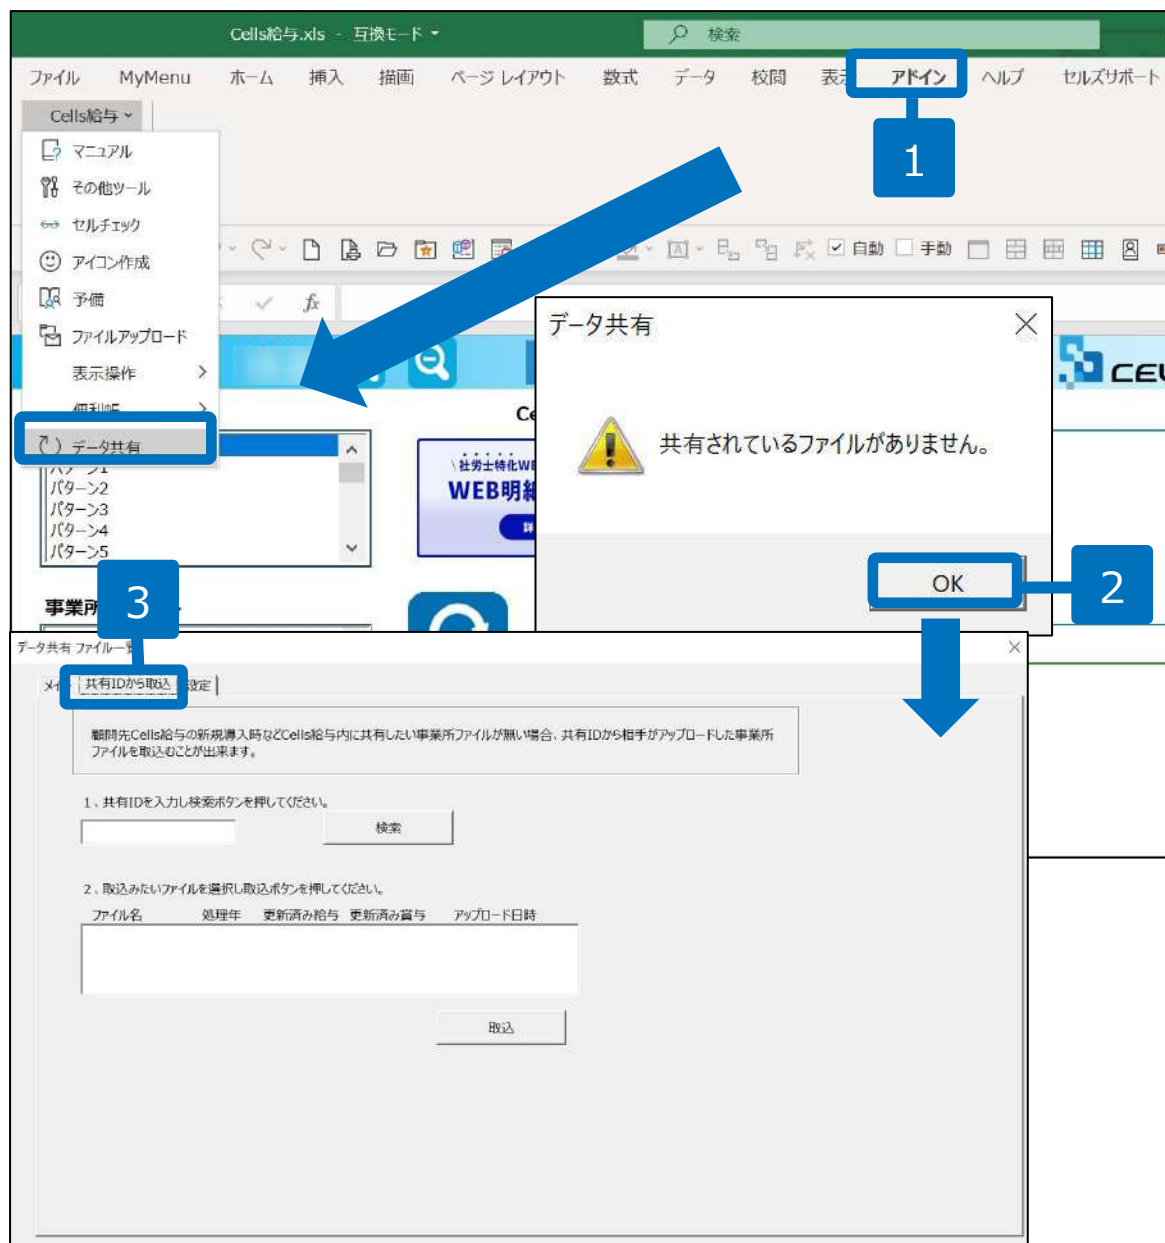 Cells給与.xls - 互換モード
検索
ファイル MyMenu ホーム 挿入 描画 ページ レイアウト 数式 データ 校閲 表示 アドイン ヘルプ セルズサポート
Cells給与
1
マニュアル
その他ツール
セルチェック
自動 手動
アイコン作成
予備
fx
ファイルアップロード
データ共有
表示操作
便利帳
データ共有
共有されているファイルがありません。
パターン1
パターン2
パターン3
パターン4
パターン5
\社労士特化WE
WEB明細
OK
2
3
データ共有 ファイル一覧
共有IDから取込
設定
顧問先Cells給与の新規導入時などCells給与内に共有したい事業所ファイルが無い場合、共有IDから相手がアップロードした事業所
ファイルを取込むことが出来ます。
1、共有IDを入力し検索ボタンを押してください。
検索
2、取込みたいファイルを選択し取込ボタンを押してください。
ファイル名 処理年 更新済み給与 更新済み賞与 アップロード日時
取込